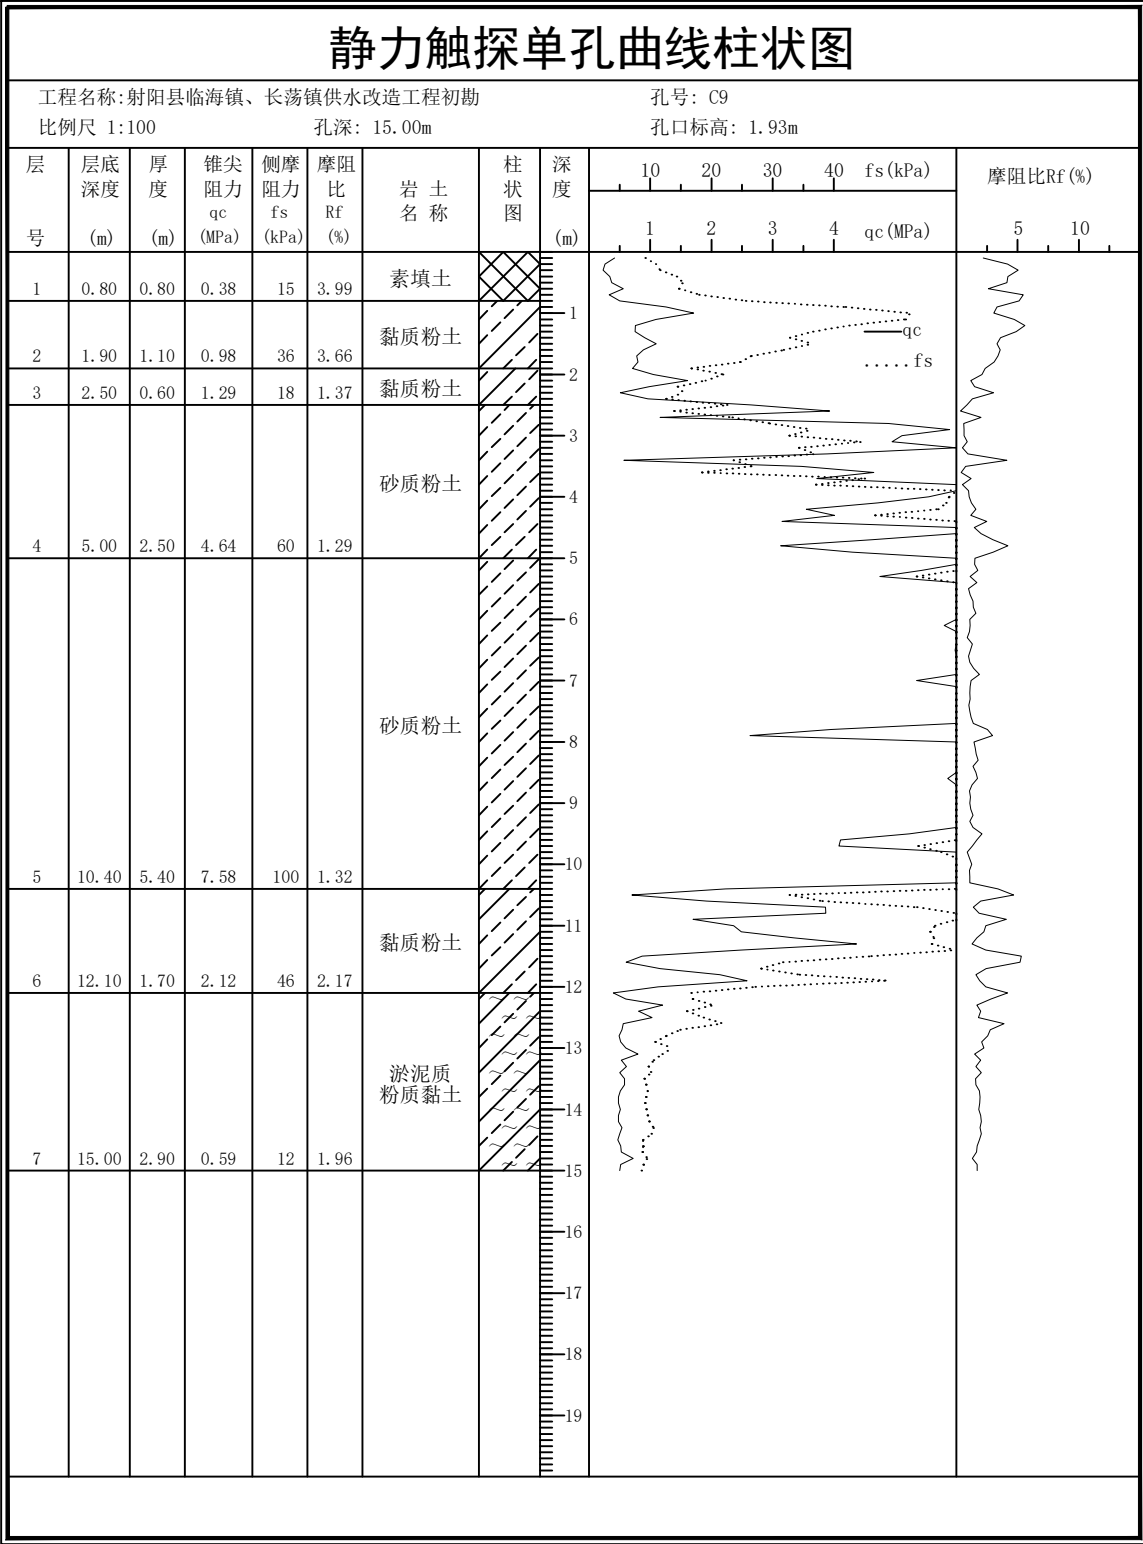 静力触探单孔曲线柱状图
工程名称:射阳县临海镇、长荡镇供水改造工程初勘 孔号: C9
比例尺 1:100 孔深: 15.00m 孔口标高: 1.93m
层号 层底深度(m) 厚度(m) 锥尖阻力qc(MPa) 侧摩阻力fs(kPa) 摩阻比Rf(%) 岩土名称 柱状图 深度(m)
10 20 30 40 fs(kPa)
1 2 3 4 qc(MPa)
摩阻比Rf(%)
5 10
1 0.80 0.80 0.38 15 3.99 素填土
2 1.90 1.10 0.98 36 3.66 黏质粉土
3 2.50 0.60 1.29 18 1.37 黏质粉土
4 5.00 2.50 4.64 60 1.29 砂质粉土
5 10.40 5.40 7.58 100 1.32 砂质粉土
6 12.10 1.70 2.12 46 2.17 黏质粉土
7 15.00 2.90 0.59 12 1.96 淤泥质粉质黏土
qc
fs
1
2
3
4
5
6
7
8
9
10
11
12
13
14
15
16
17
18
19